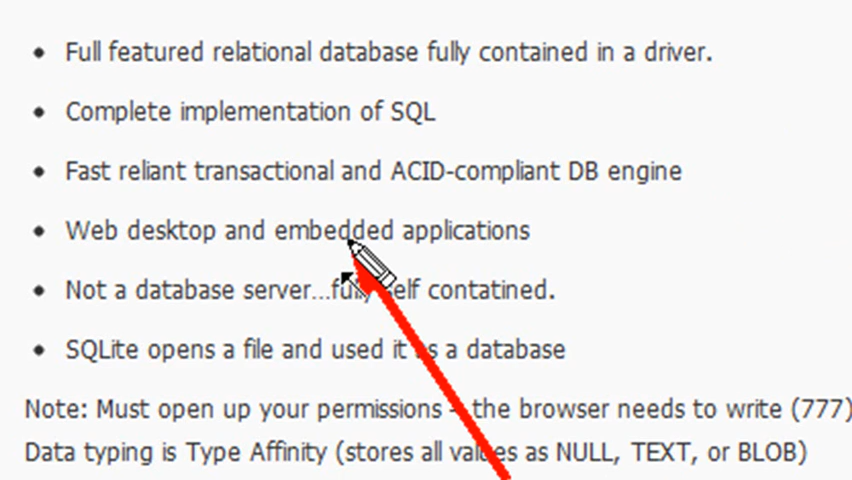 Full featured relational database fully contained in a driver.
Complete implementation of SQL
Fast reliant transactional and ACID-compliant DB engine
Web desktop and embedded applications
Not a database server...fully self contatined.
SQLite opens a file and used it as a database
Note: Must open up your permissions - the browser needs to write (777)
Data typing is Type Affinity (stores all values as NULL, TEXT, or BLOB)